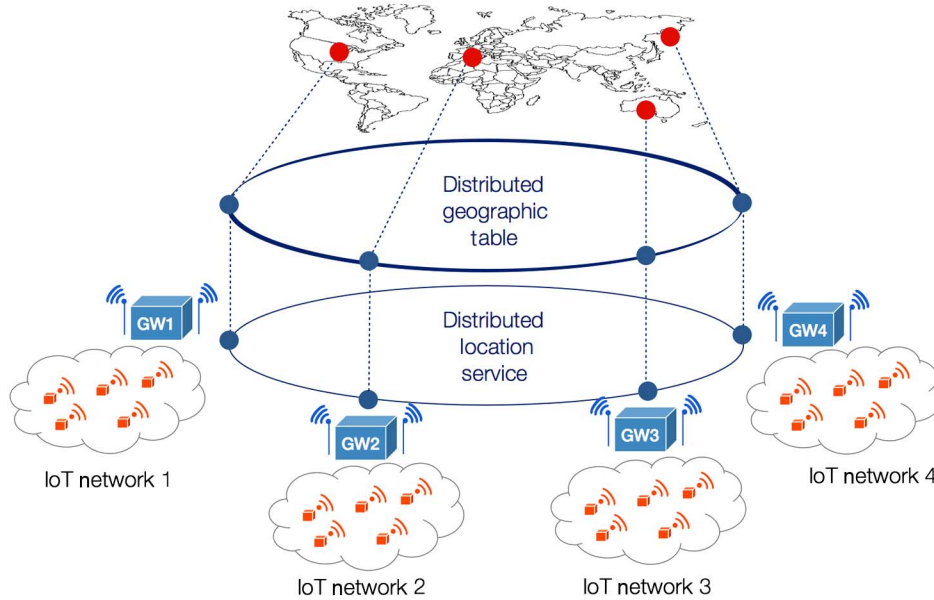 Distributed
geographic
table
Distributed
location
service
GW1
GW4
GW2
GW3
IoT network 1
IoT network 4
IoT network 2
IoT network 3